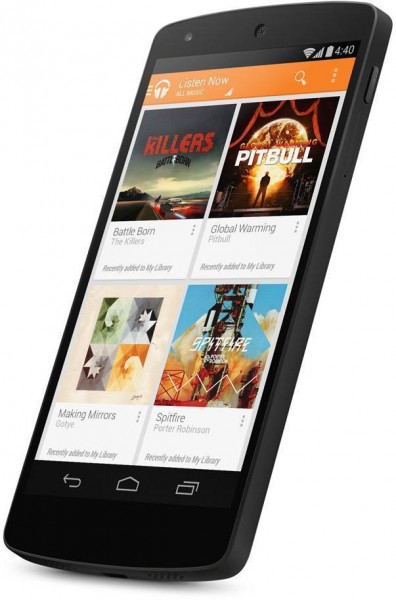 4:40
Listen Now
ALL MUSIC
KILLERS
BATTLE BORN
GLOBAL WARMING
PITBULL
Battle Born
The Killers
Global Warming
Pitbull
Recently added to My Library
Recently added to My Library
SPITFIRE
PORTER
ROBINSON
Making Mirrors
Gotye
Spitfire
Porter Robinson
Recently added to My Library
Recently added to My Library